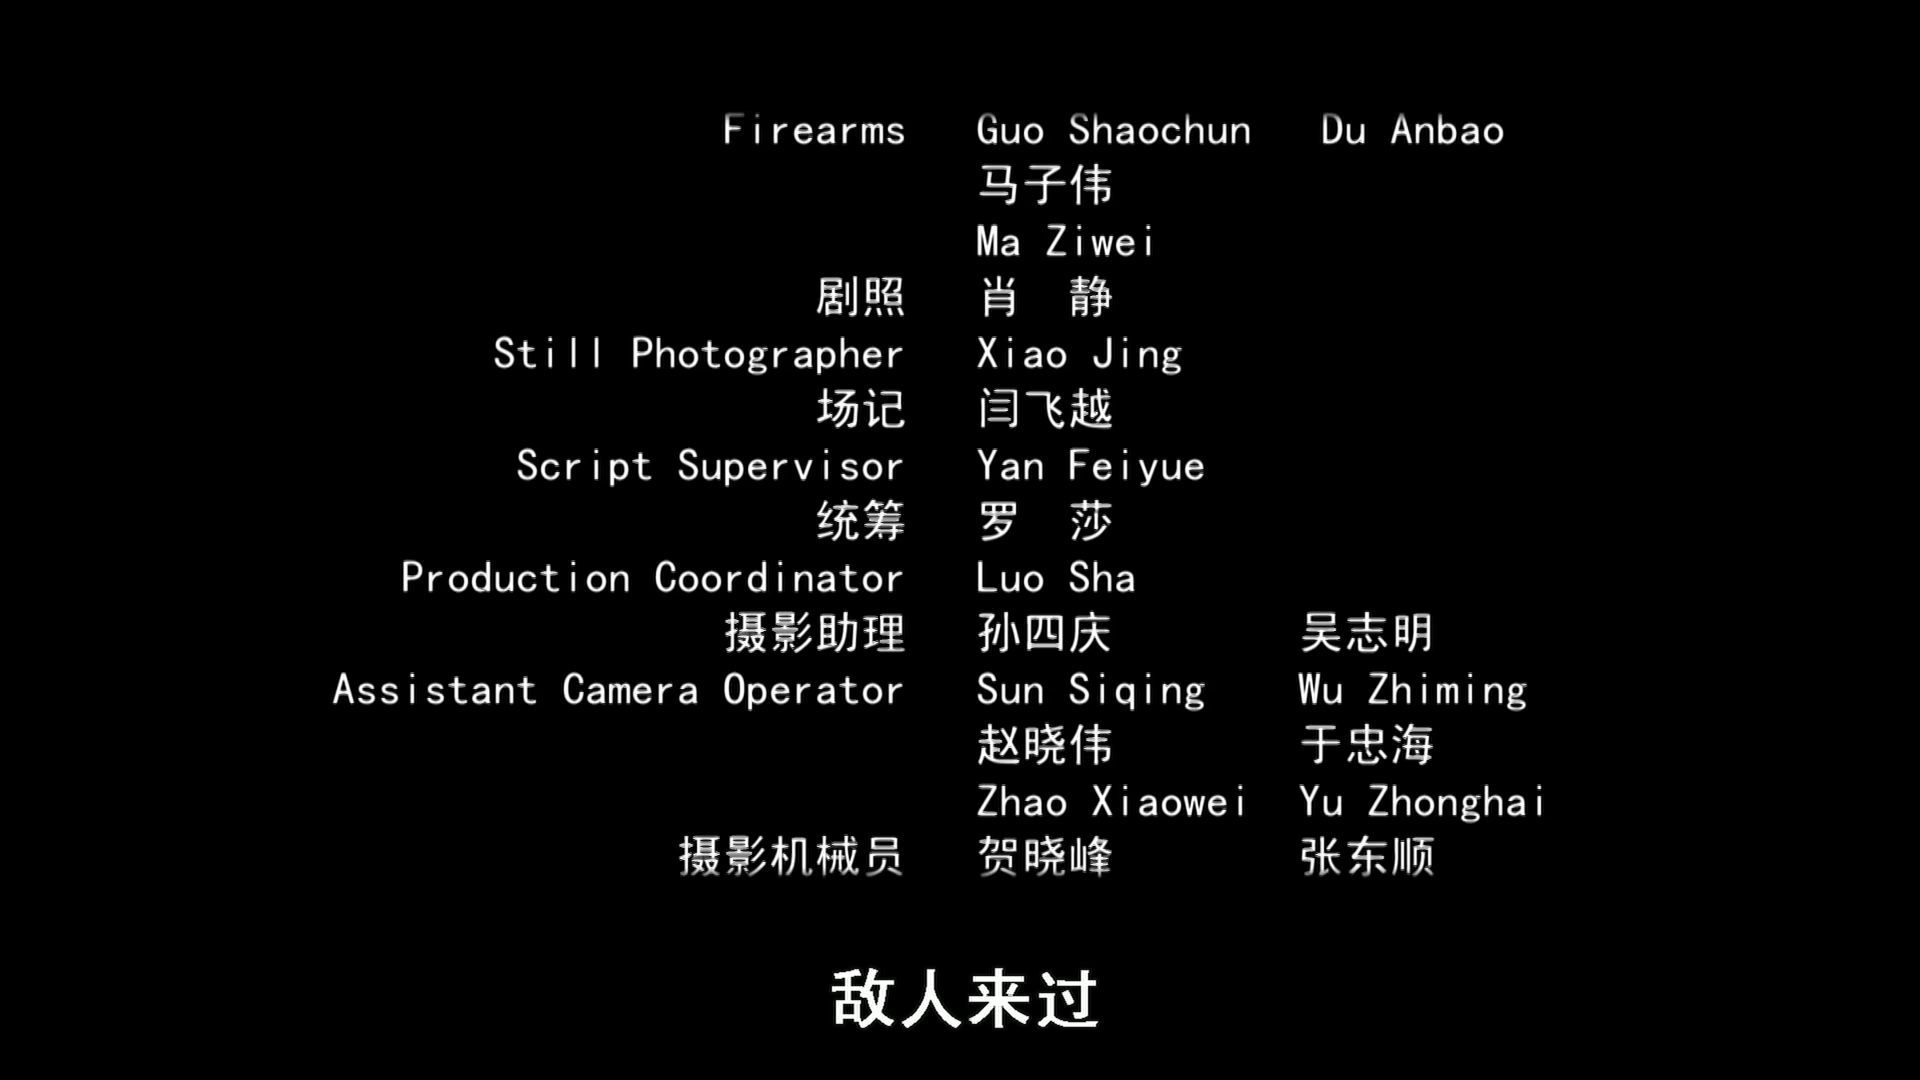 Firearms Guo Shaochun Du Anbao
马子伟
Ma Ziwei
剧照 肖 静
Still Photographer Xiao Jing
场记 闫飞越
Script Supervisor Yan Feiyue
统筹 罗 莎
Production Coordinator Luo Sha
摄影助理 孙四庆 吴志明
Assistant Camera Operator Sun Siqing Wu Zhiming
赵晓伟 于忠海
Zhao Xiaowei Yu Zhonghai
摄影机械员 贺晓峰 张东顺
敌人来过